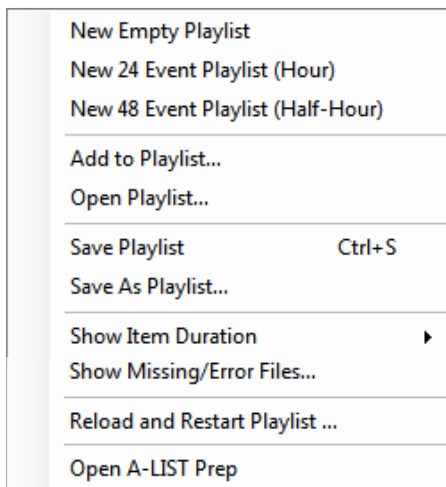 New Empty Playlist
New 24 Event Playlist (Hour)
New 48 Event Playlist (Half-Hour)
Add to Playlist...
Open Playlist...
Save Playlist Ctrl+S
Save As Playlist...
Show Item Duration
Show Missing/Error Files...
Reload and Restart Playlist ...
Open A-LIST Prep